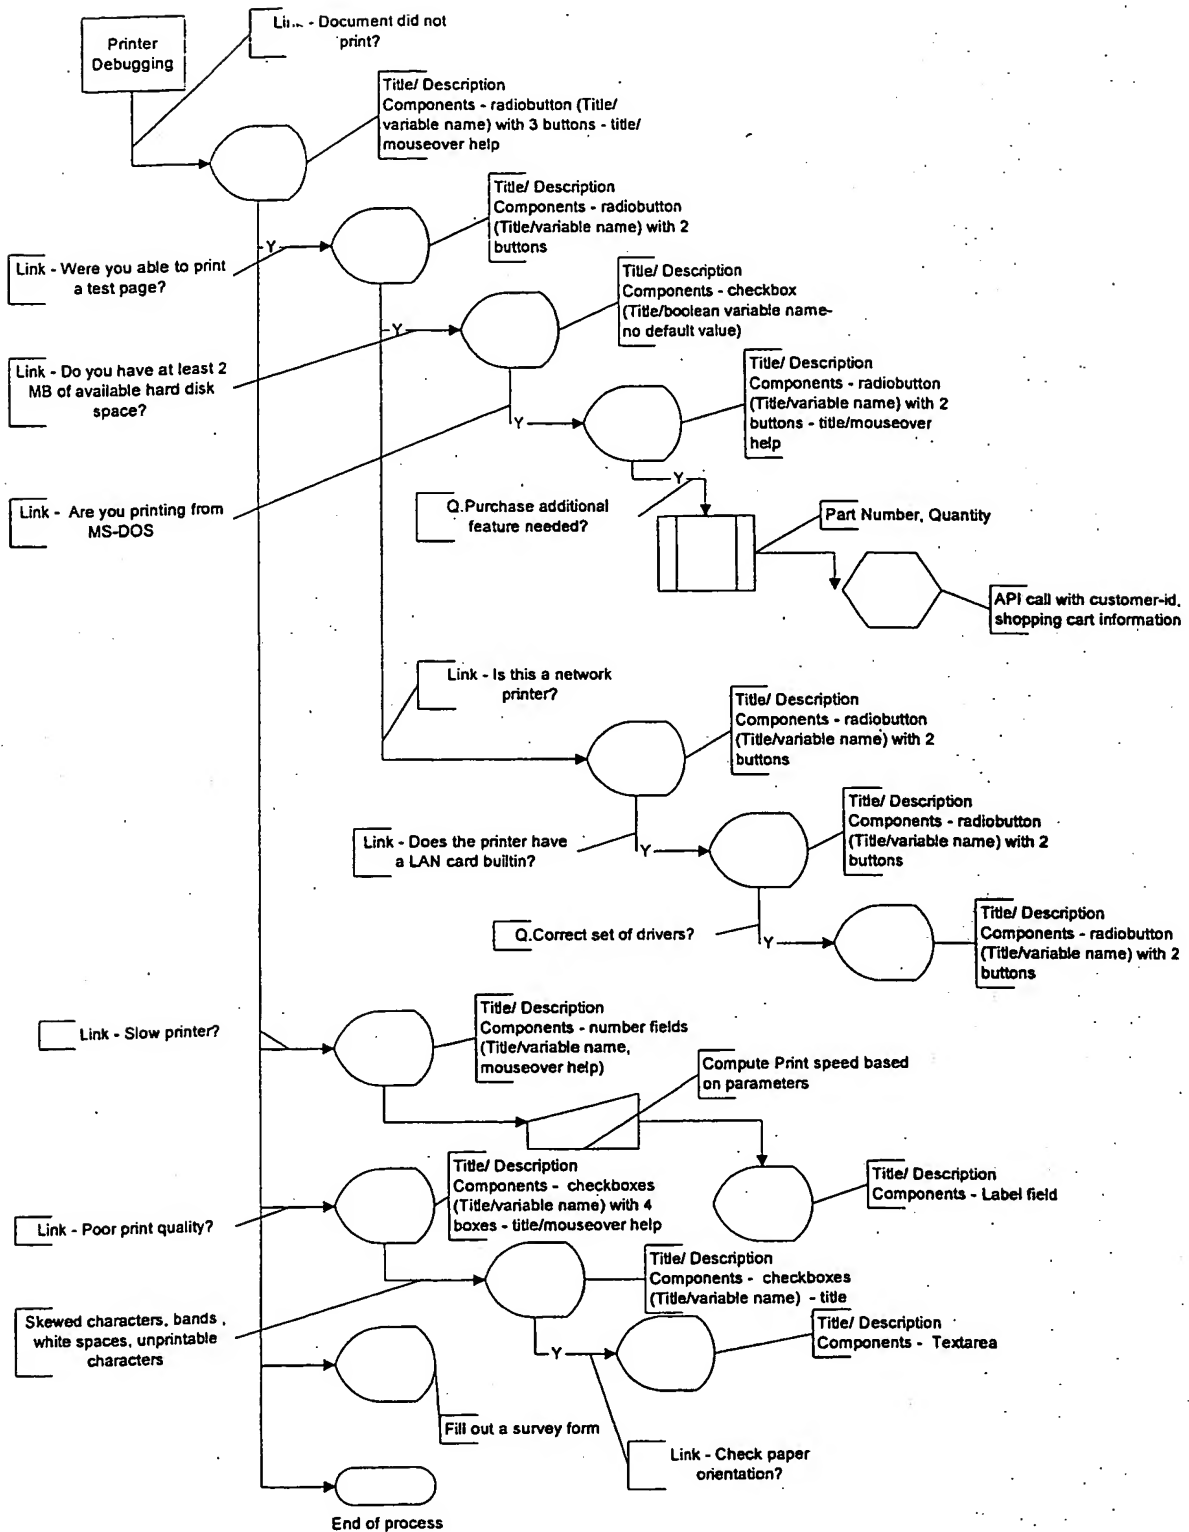 Printer
Debugging
- Document did not
print?
Title/ Description
Components - radiobutton (Title/
variable name) with 3 buttons - title/
mouseover help
Title/ Description
Components - radiobutton
(Title/variable name) with 2
buttons
Y
Link - Were you able to print
a test page?
Title/ Description
Components - checkbox
(Title/boolean variable name-
no default value)
Y
Link - Do you have at least 2
MB of available hard disk
space?
Title/ Description
Components - radiobutton
(Title/variable name) with 2
buttons - title/mouseover
help
Y
Link - Are you printing from
MS-DOS
Y
Q.Purchase additional
feature needed?
Part Number, Quantity
API call with customer-id,
shopping cart information
Link - Is this a network
printer?
Title/ Description
Components - radiobutton
(Title/variable name) with 2
buttons
Link - Does the printer have
a LAN card builtin?
Y
Title/ Description
Components - radiobutton
(Title/variable name) with 2
buttons
Q.Correct set of drivers?
Y
Title/ Description
Components - radiobutton
(Title/variable name) with 2
buttons
Link - Slow printer?
Title/ Description
Components - number fields
(Title/variable name,
mouseover help)
Compute Print speed based
on parameters
Title/ Description
Components - Label field
Link - Poor print quality?
Title/ Description
Components - checkboxes
(Title/variable name) with 4
boxes - title/mouseover help
Title/ Description
Components - checkboxes
(Title/variable name) - title
Skewed characters, bands ,
white spaces, unprintable
characters
Y
Title/ Description
Components - Textarea
Fill out a survey form
Link - Check paper
orientation?
End of process